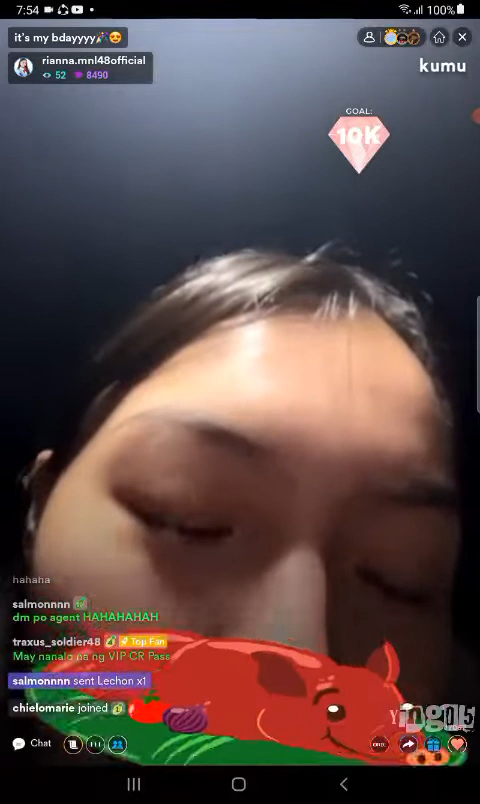 7:54
100%
it's my bdayyyy🎉😍
rianna.mnl48official
52 8490
kumu
GOAL:
10K
hahaha
salmonnnn
dm po agent HAHAHAHAH
traxus_soldier48 Top Fan
May nanalo na ng VIP CR Pass
salmonnnn sent Lechon x1
chielomarie joined
Chat